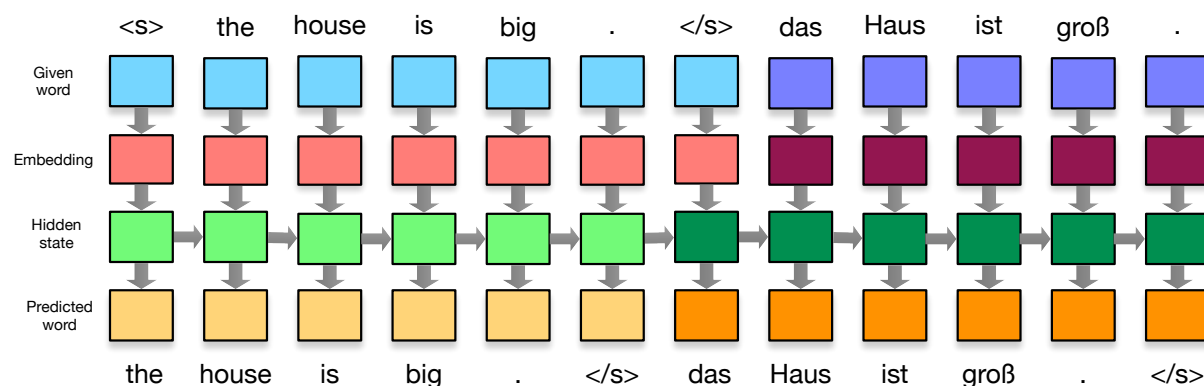 <s> the house is big . </s> das Haus ist groß .
Given
word
Embedding
Hidden
state
Predicted
word
the house is big . </s> das Haus ist groß . </s>